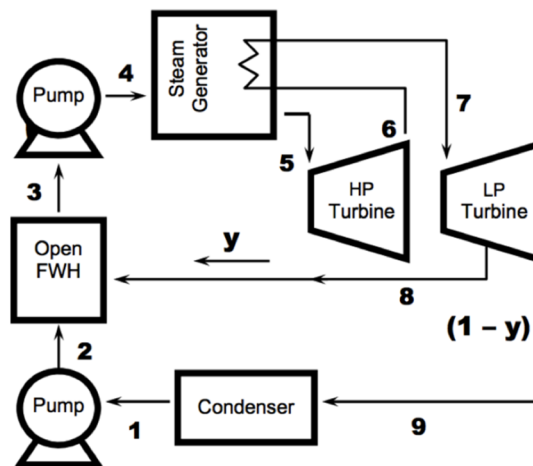 4
Pump
Steam
Generator
7
6
5
3
HP
Turbine
LP
Turbine
Open
FWH
y
8
(1 – y)
2
Pump
1
Condenser
9